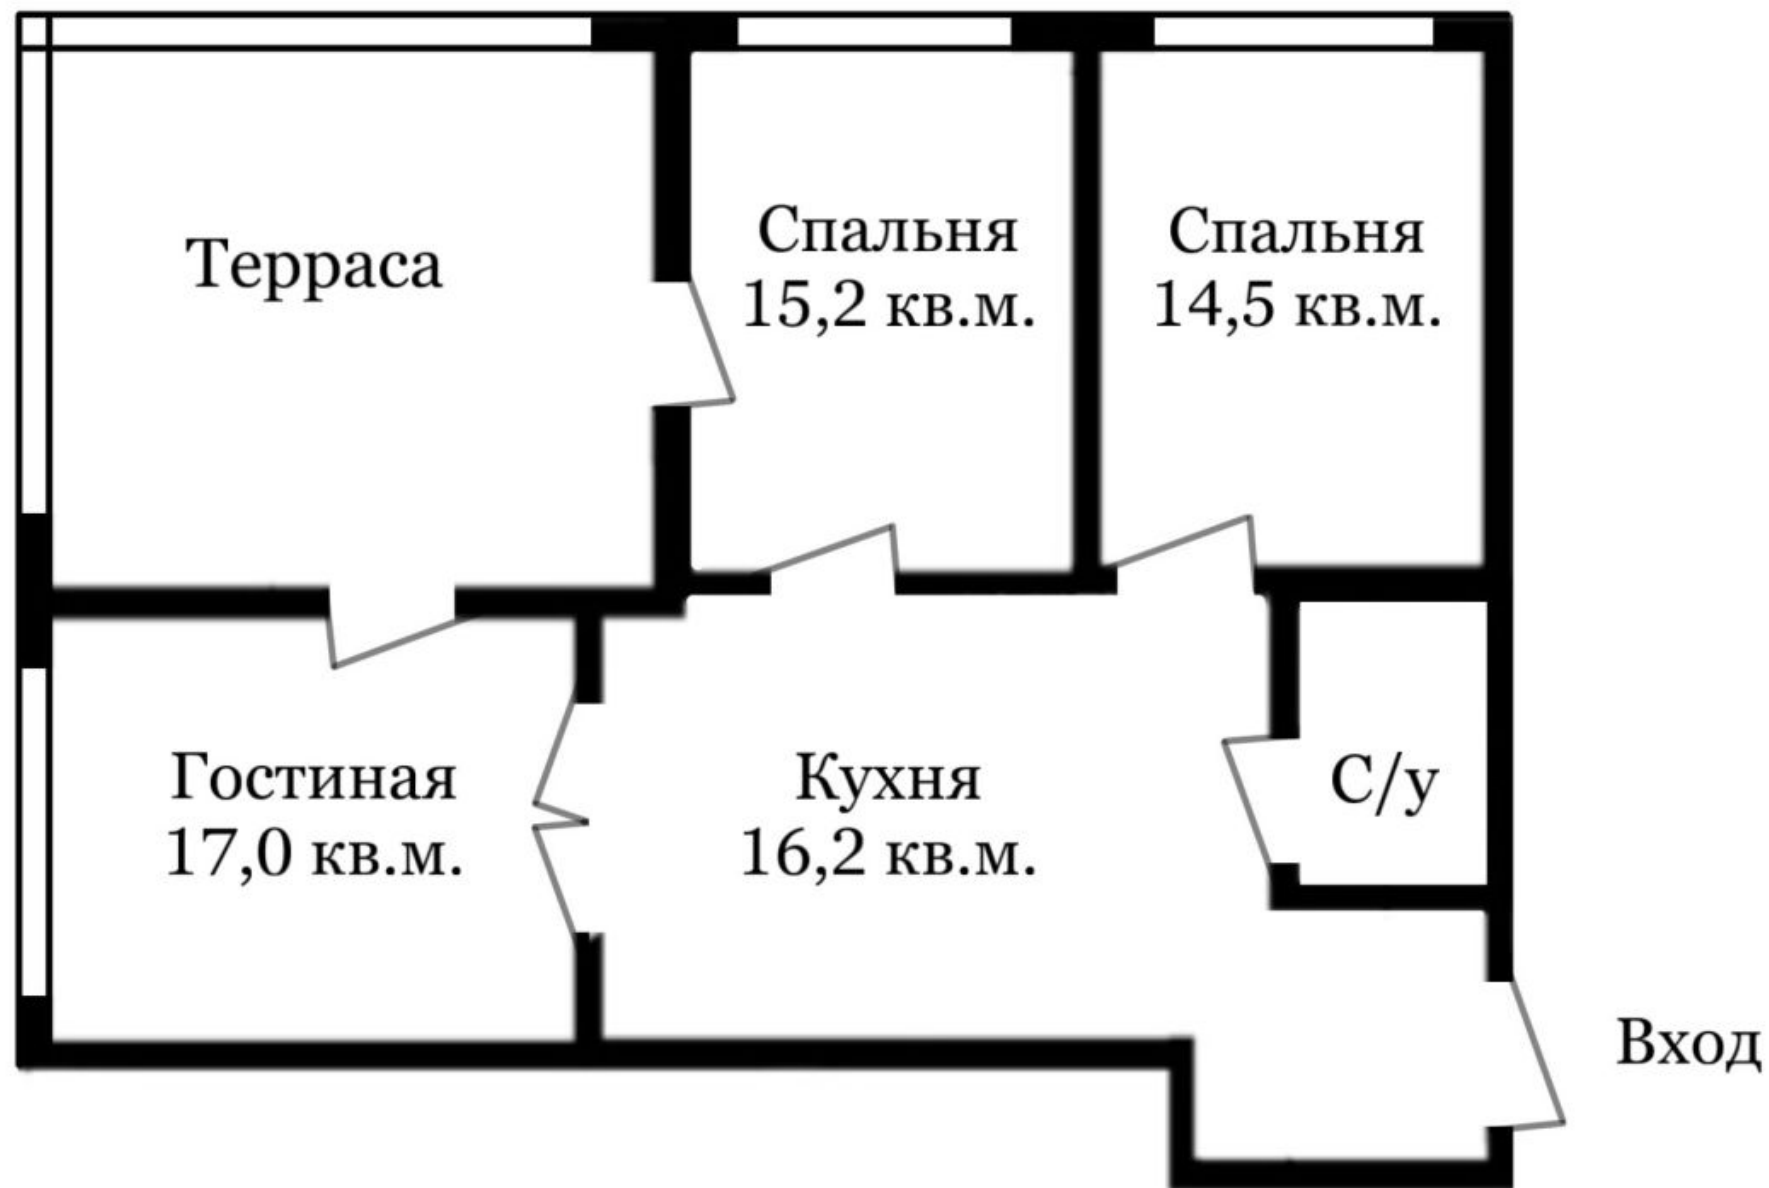 Терраса
Спальня
15,2 кв.м.
Спальня
14,5 кв.м.
Гостиная
17,0 кв.м.
Кухня
16,2 кв.м.
С/у
Вход